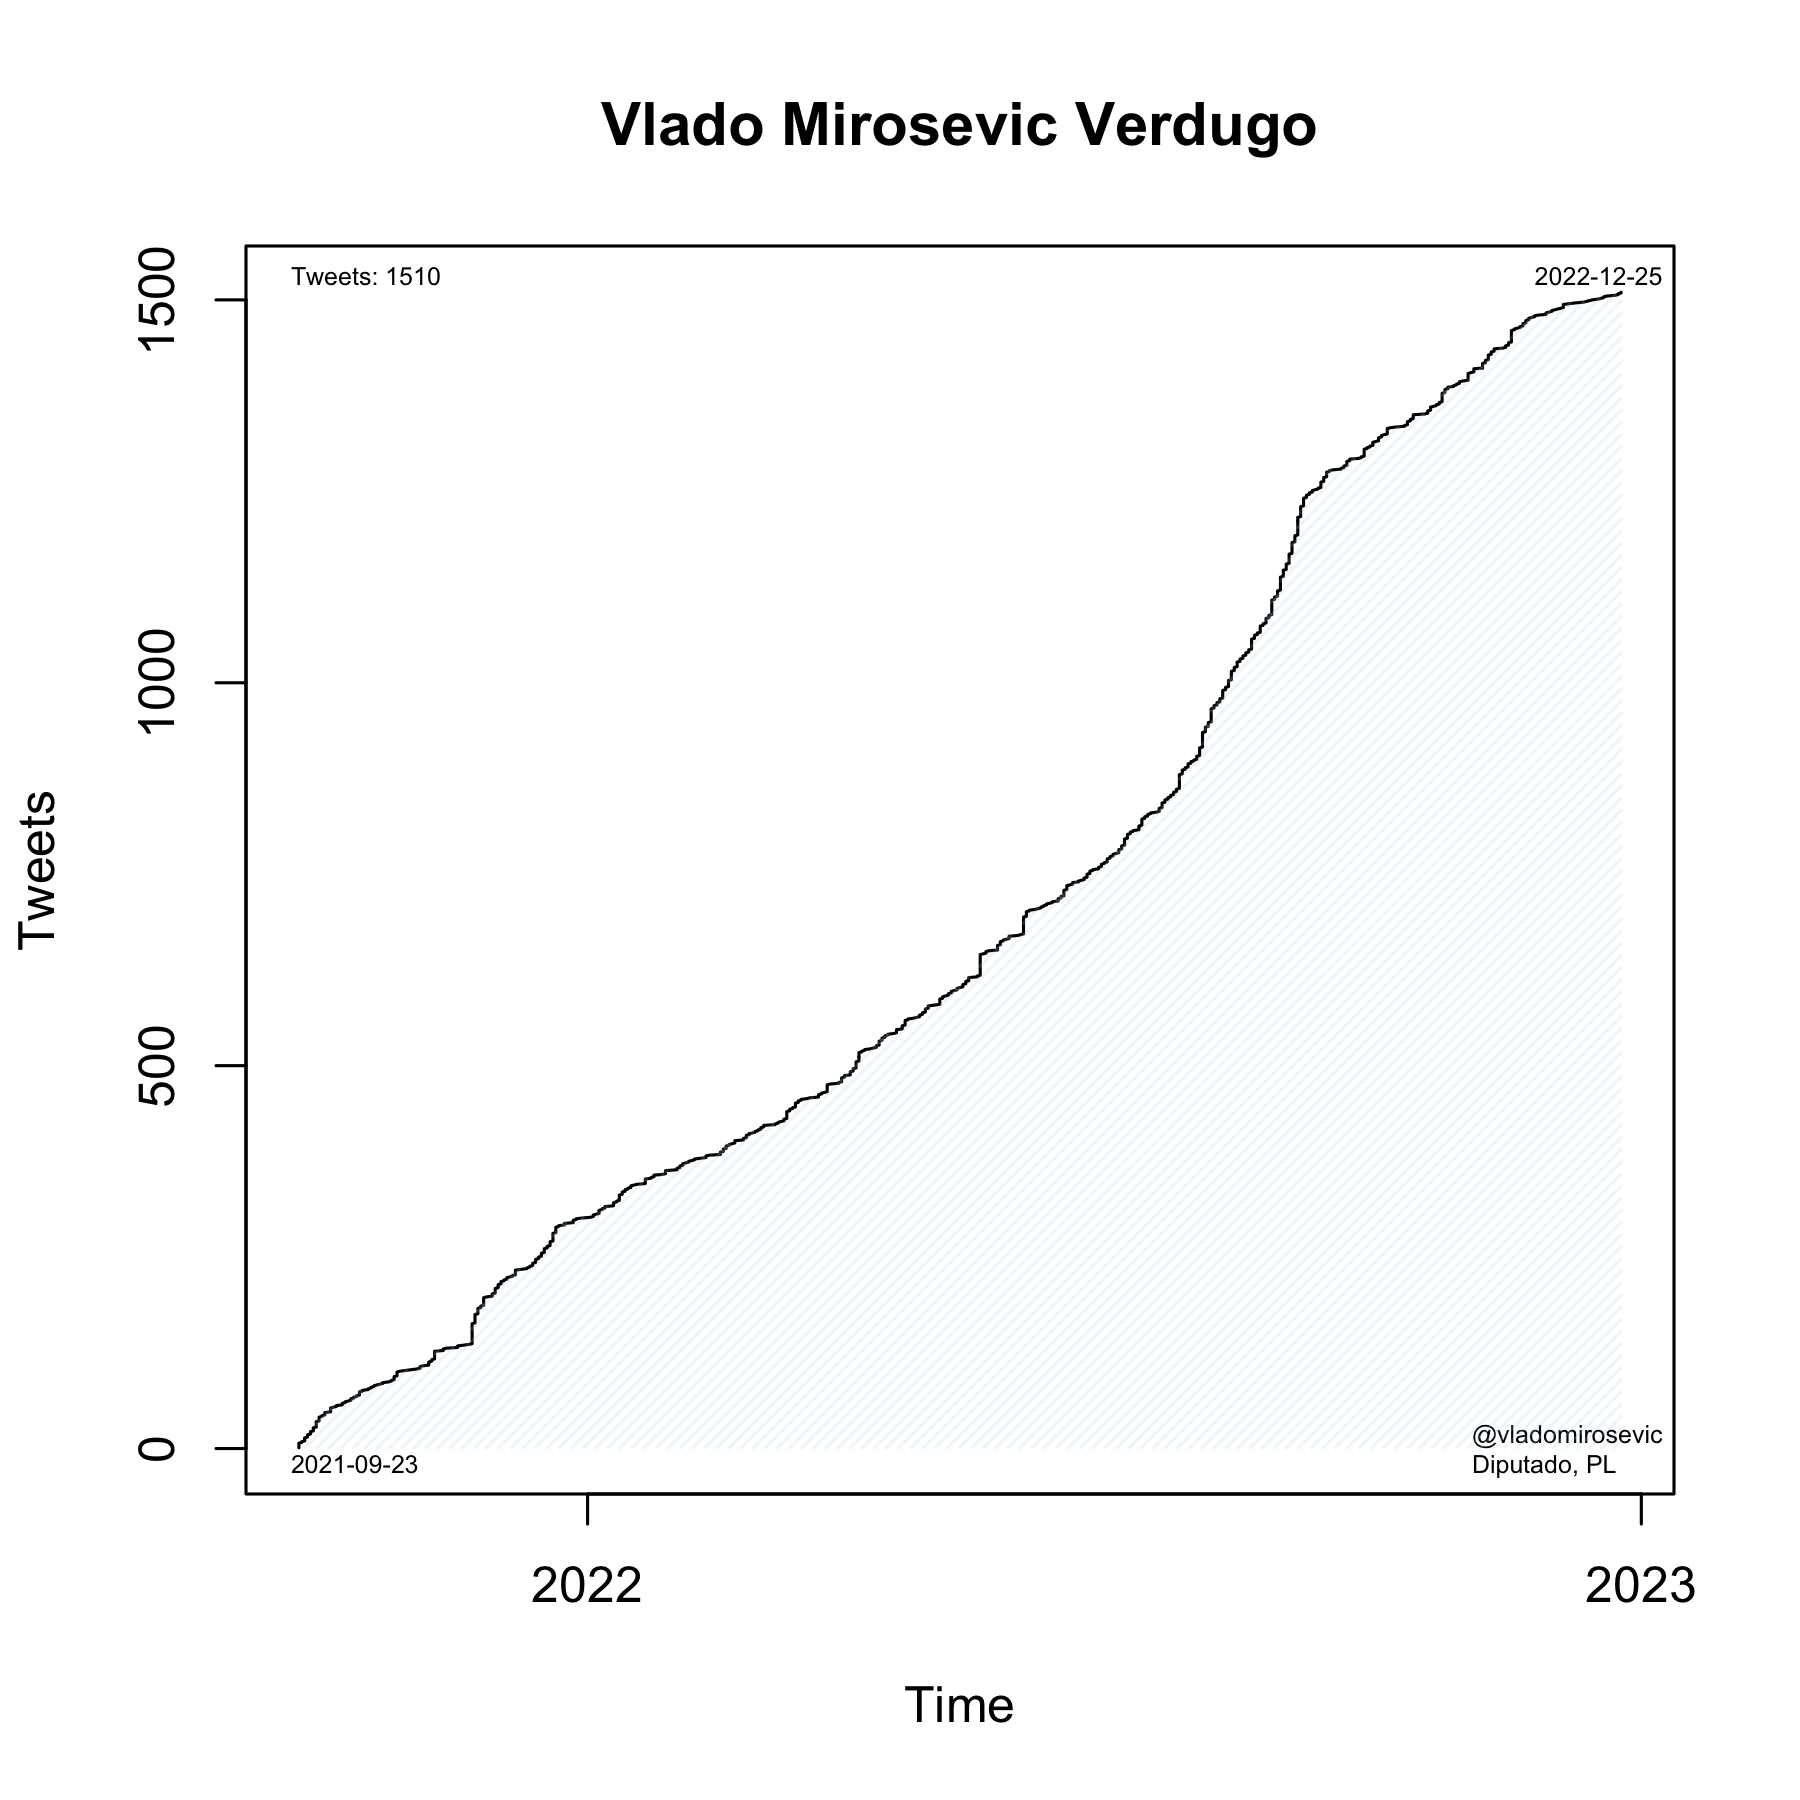 Vlado Mirosevic Verdugo
Tweets: 1510
2022-12-25
1500
1000
500
0
Tweets
@vladomirosevic
Diputado, PL
2021-09-23
2022
2023
Time